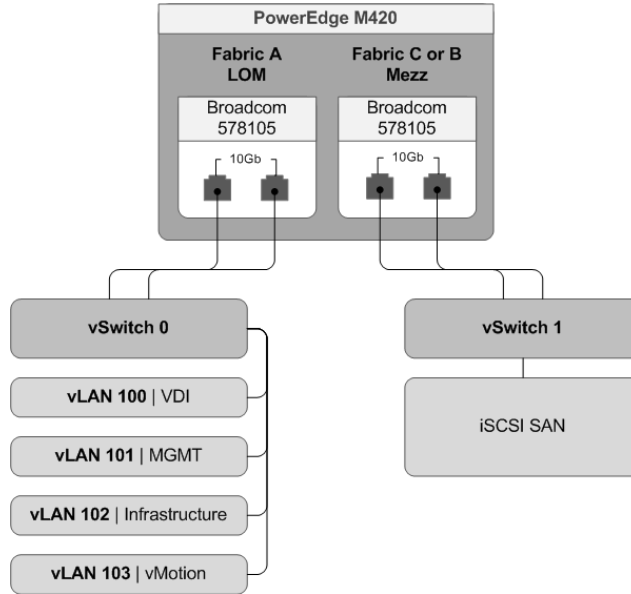 PowerEdge M420
Fabric A
LOM
Fabric C or B
Mezz
Broadcom
578105
Broadcom
578105
10Gb
10Gb
vSwitch 0
vSwitch 1
vLAN 100 | VDI
iSCSI SAN
vLAN 101 | MGMT
vLAN 102 | Infrastructure
vLAN 103 | vMotion